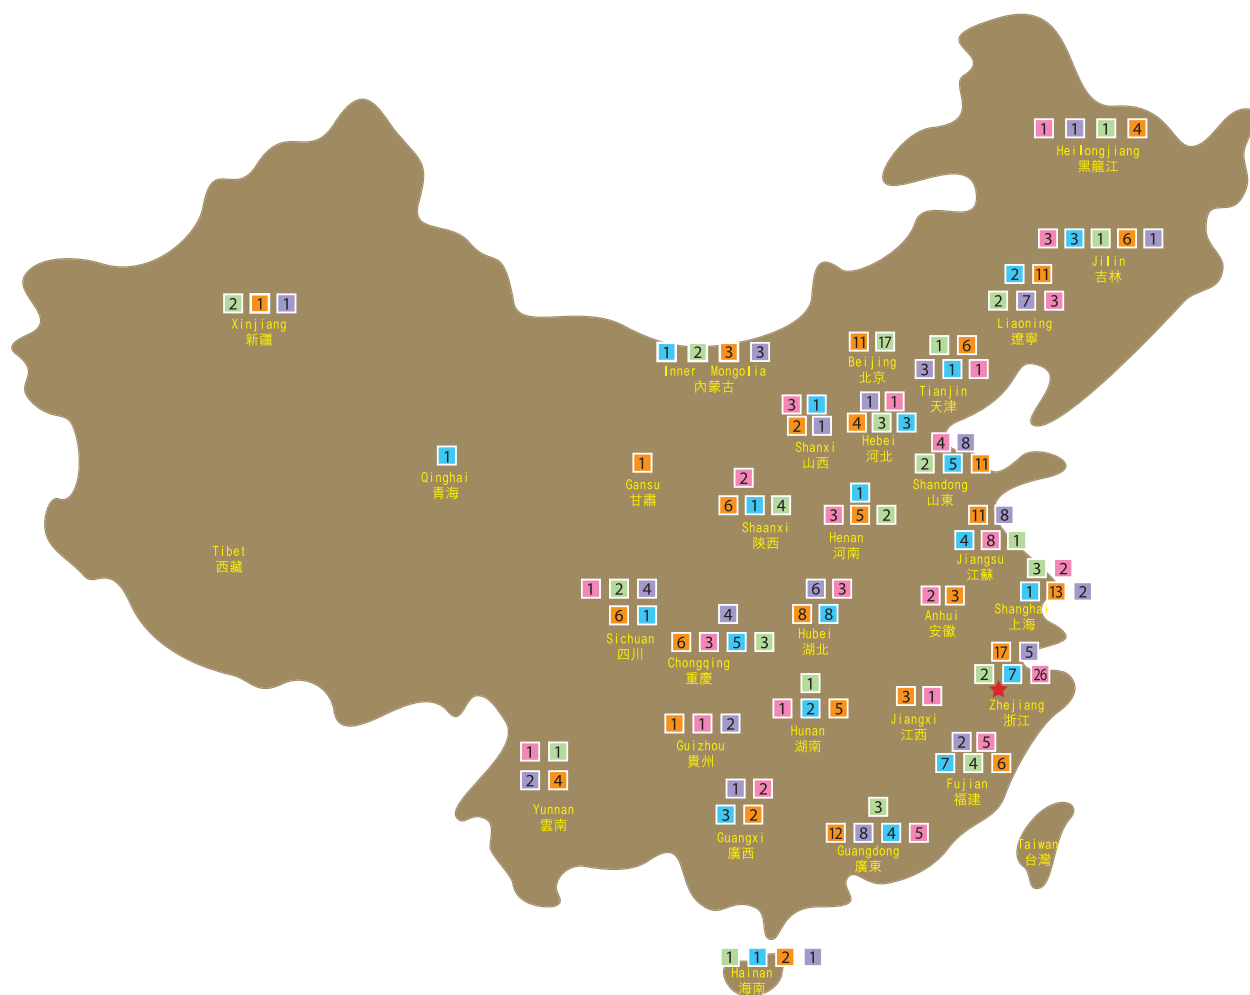 1 1 1 4
Heilongjiang
黑龍江
3 3 1 6 1
Jilin
吉林
2 11
2 7 3
Liaoning
遼寧
2 1 1
Xinjiang
新疆
1 2 3 3
Inner Mongolia
內蒙古
11 17
Beijing
北京
1 6
3 1 1
Tianjin
天津
3 1
2 1
Shanxi
山西
1 1
4 3 3
Hebei
河北
4 8
2 5 11
Shandong
山東
1
Qinghai
青海
1
Gansu
甘肅
2
6 1 4
Shaanxi
陝西
1
3 5 2
Henan
河南
11 8
4 8 1
Jiangsu
江蘇
Tibet
西藏
3 2
1 13 2
Shanghai
上海
1 2 4
6 1
Sichuan
四川
4
6 3 5 3
Chongqing
重慶
6 3
8 8
Hubei
湖北
2 3
Anhui
安徽
17 5
2 7 26
Zhejiang
浙江
1
1 2 5
Hunan
湖南
3 1
Jiangxi
江西
1 1 2
Guizhou
貴州
2 5
7 4 6
Fujian
福建
1 1
2 4
Yunnan
雲南
1 2
3 2
Guangxi
廣西
3
12 8 4 5
Guangdong
廣東
Taiwan
台灣
1 1 2 1
Hainan
海南